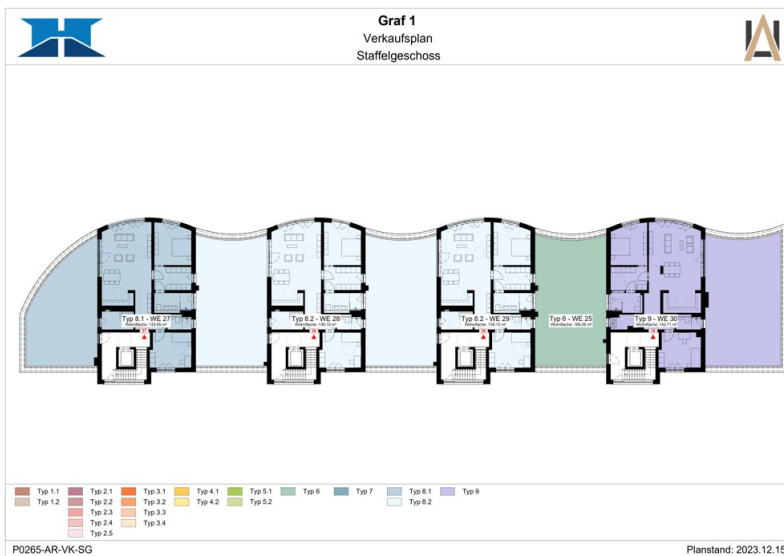 Graf 1
Verkaufsplan
Staffelgeschoss
Typ 8.1 - WE 27
Typ 8.2 - WE 28
Typ 8.2 - WE 29
Typ 6 - WE 25
Typ 9 - WE 30
Wohnfläche: 142,71 m²
Typ 1.1
Typ 2.1
Typ 3.1
Typ 4.1
Typ 5.1
Typ 6
Typ 7
Typ 8.1
Typ 9
Typ 1.2
Typ 2.2
Typ 3.2
Typ 4.2
Typ 5.2
Typ 8.2
Typ 2.3
Typ 3.3
Typ 2.4
Typ 3.4
Typ 2.5
P0265-AR-VK-SG
Planstand: 2023.12.15